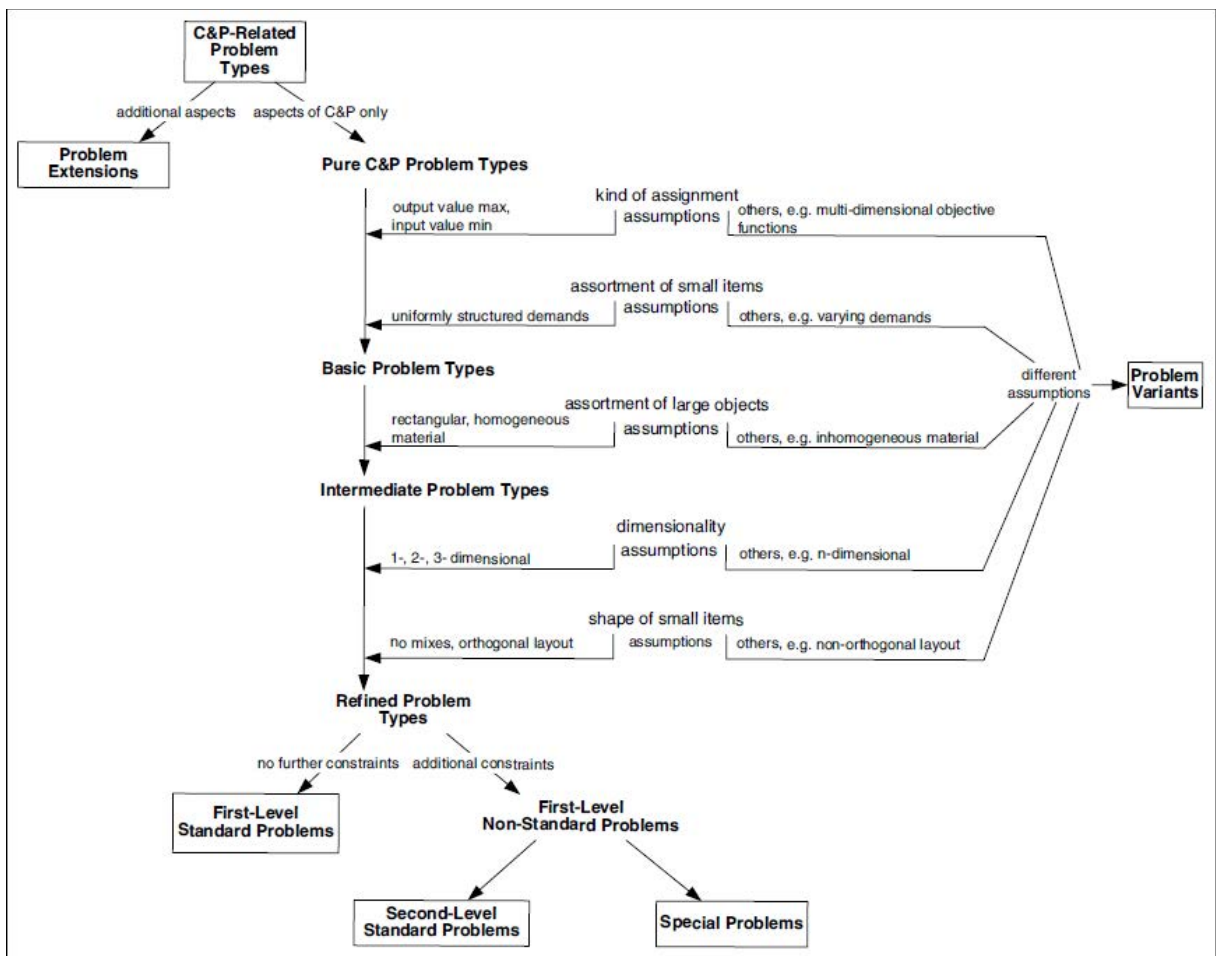 C&P-Related
Problem
Types
additional aspects
aspects of C&P only
Problem
Extensions
Pure C&P Problem Types
kind of assignment
assumptions
output value max,
input value min
others, e.g. multi-dimensional objective
functions
assortment of small items
assumptions
uniformly structured demands
others, e.g. varying demands
Basic Problem Types
different
assumptions
Problem
Variants
assortment of large objects
assumptions
rectangular, homogeneous
material
others, e.g. inhomogeneous material
Intermediate Problem Types
dimensionality
assumptions
1-, 2-, 3- dimensional
others, e.g. n-dimensional
shape of small items
assumptions
no mixes, orthogonal layout
others, e.g. non-orthogonal layout
Refined Problem
Types
no further constraints
additional constraints
First-Level
Standard Problems
First-Level
Non-Standard Problems
Second-Level
Standard Problems
Special Problems